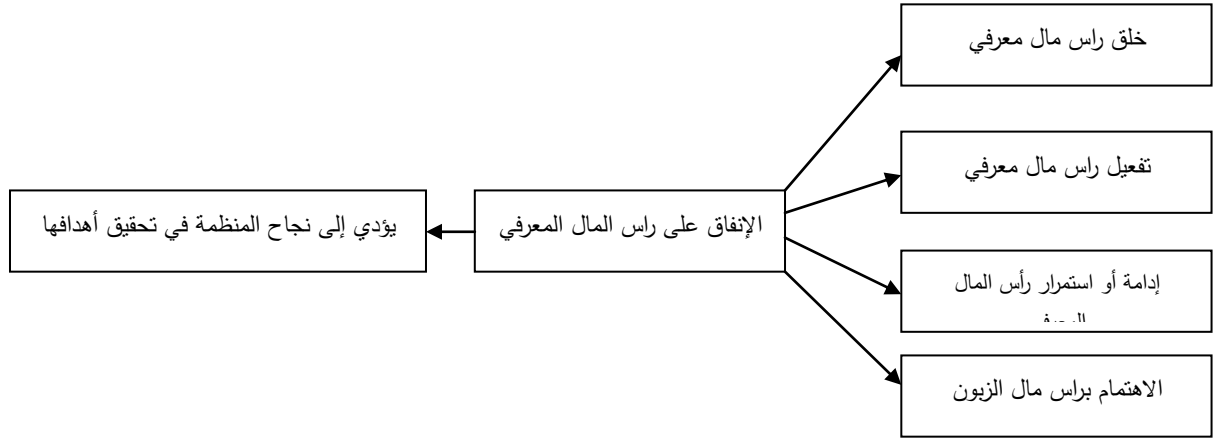 خلق راس مال معرفي
تفعيل راس مال معرفي
الإنفاق على راس المال المعرفي
يؤدي إلى نجاح المنظمة في تحقيق أهدافها
إدامة أو استمرار رأس المال
الاهتمام براس مال الزبون